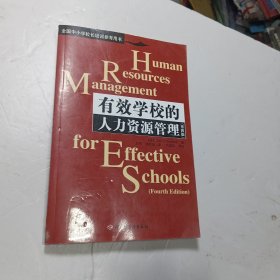 全国中小学校长培训参考用书
Human
Resources
Management
有效学校的
人力资源管理
for Effective
Schools
(Fourth Edition)